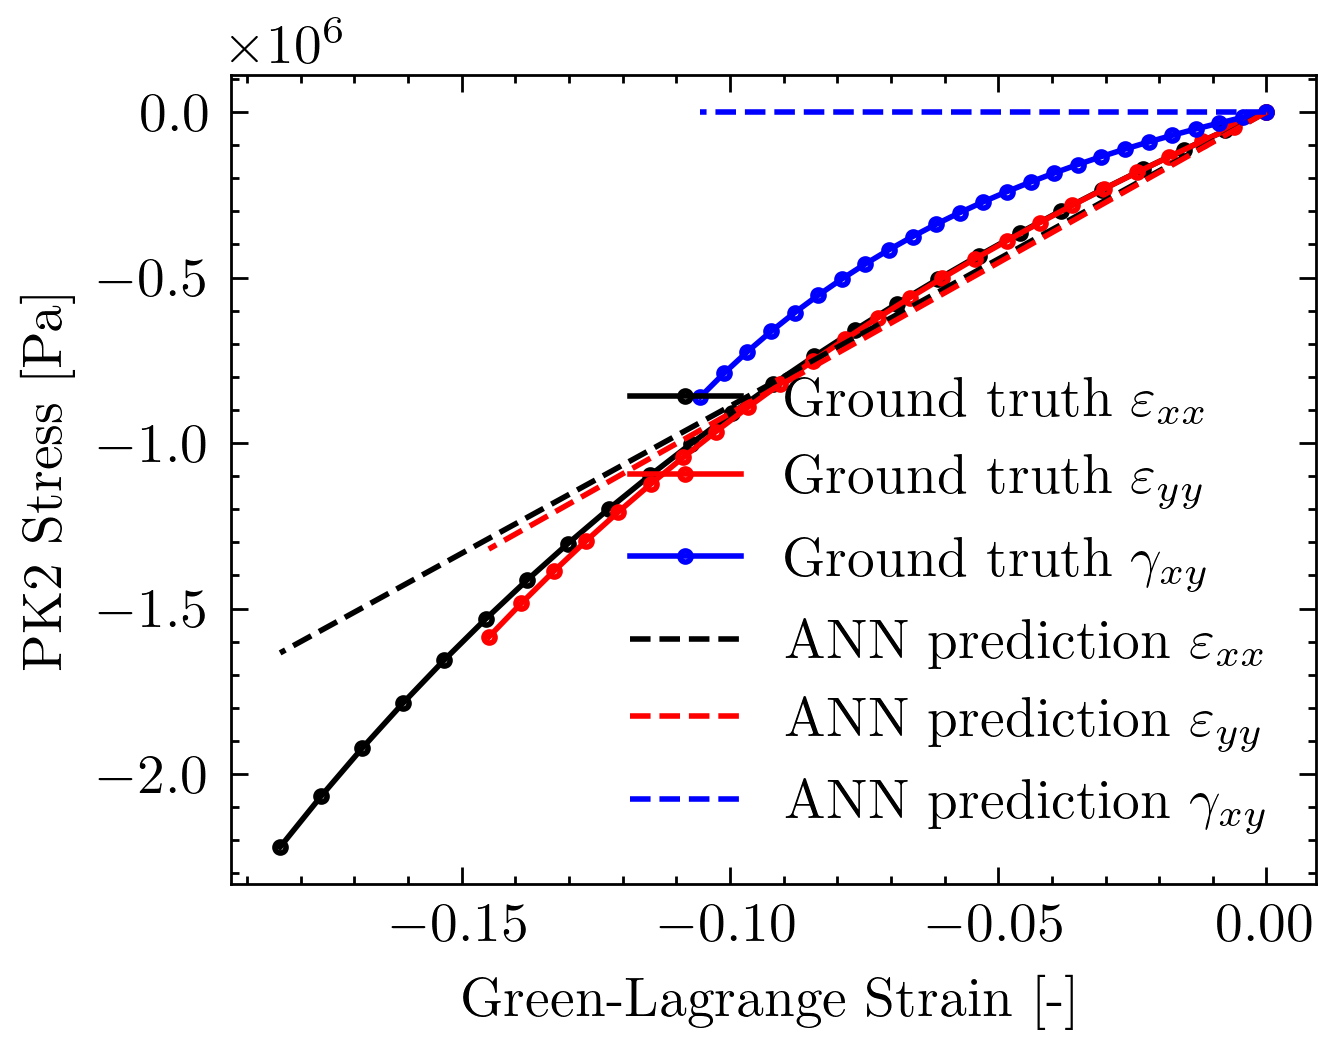 ×10⁶
0.0
−0.5
−1.0
−1.5
−2.0
PK2 Stress [Pa]
Ground truth εxx
Ground truth εyy
Ground truth γxy
ANN prediction εxx
ANN prediction εyy
ANN prediction γxy
−0.15 −0.10 −0.05 0.00
Green-Lagrange Strain [-]